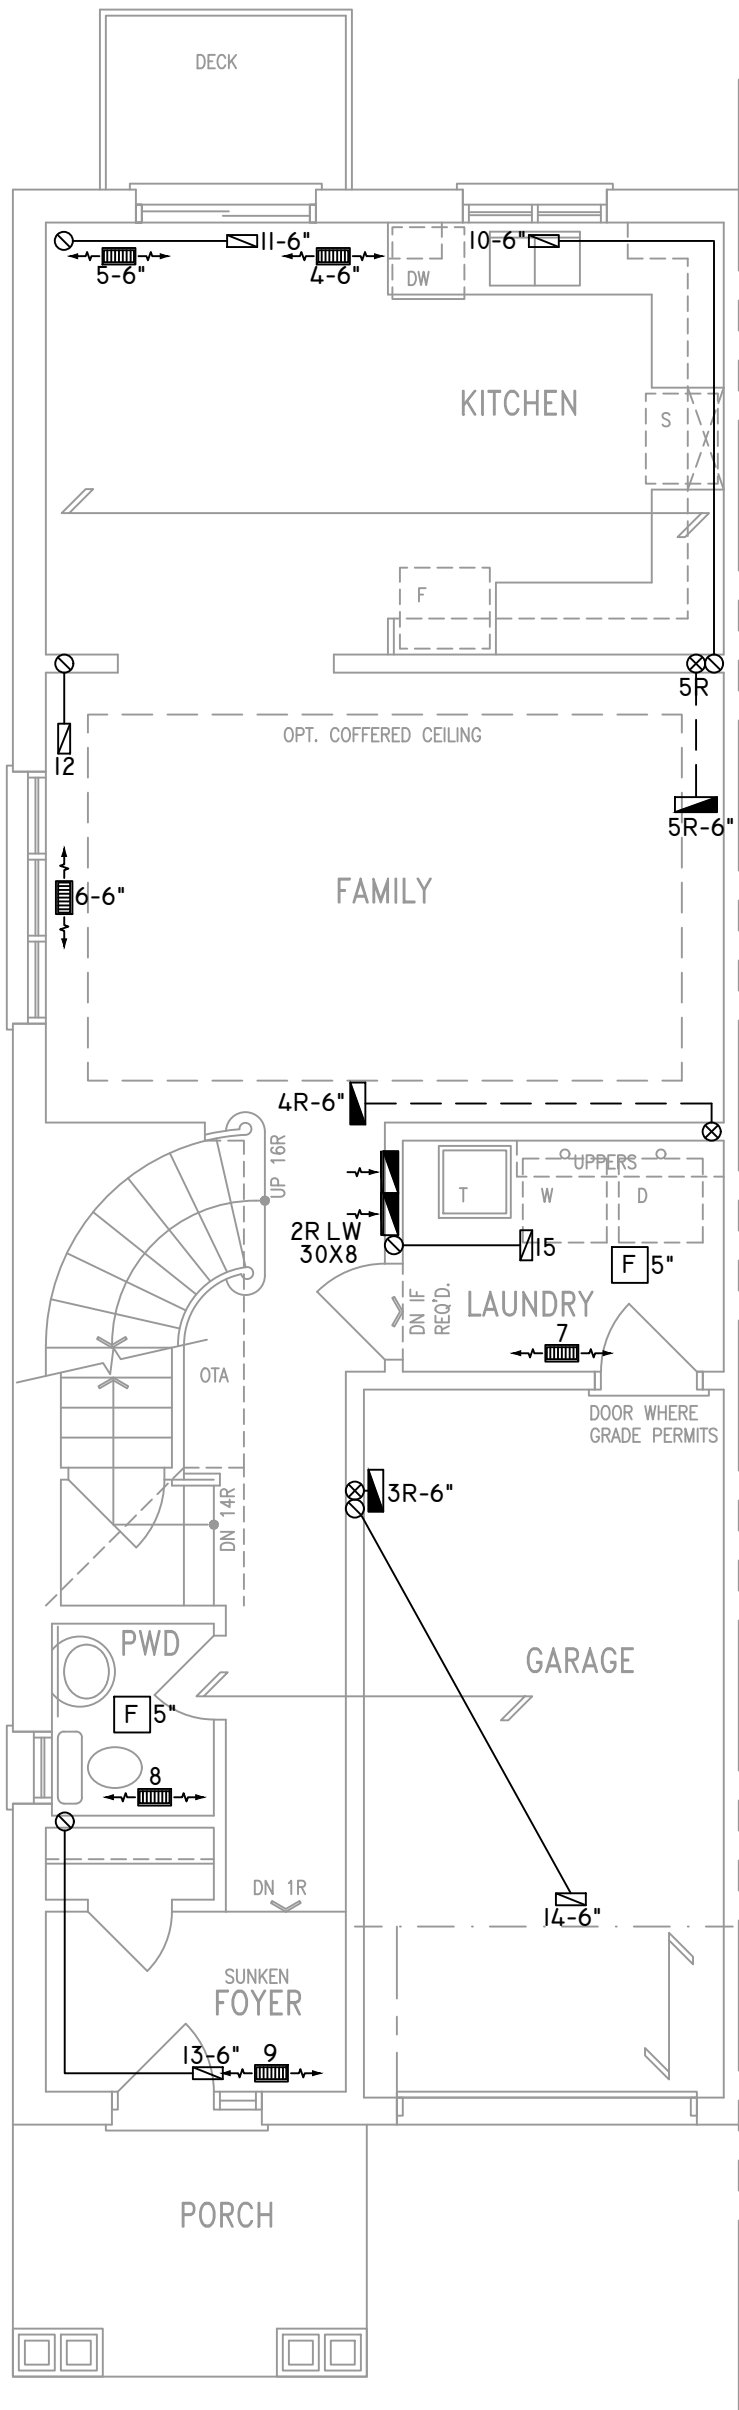 DECK
11-6"
10-6"
5-6"
4-6"
DW
KITCHEN
S
F
5R
OPT. COFFERED CEILING
12
5R-6"
FAMILY
6-6"
4R-6"
UP 16R
UPPERS
T
W
D
2R LW
30X8
15
F 5"
DN IF
REQ'D.
LAUNDRY
7
OTA
DOOR WHERE
GRADE PERMITS
3R-6"
DN 14R
PWD
GARAGE
F 5"
8
DN 1R
14-6"
SUNKEN
FOYER
13-6"
9
PORCH